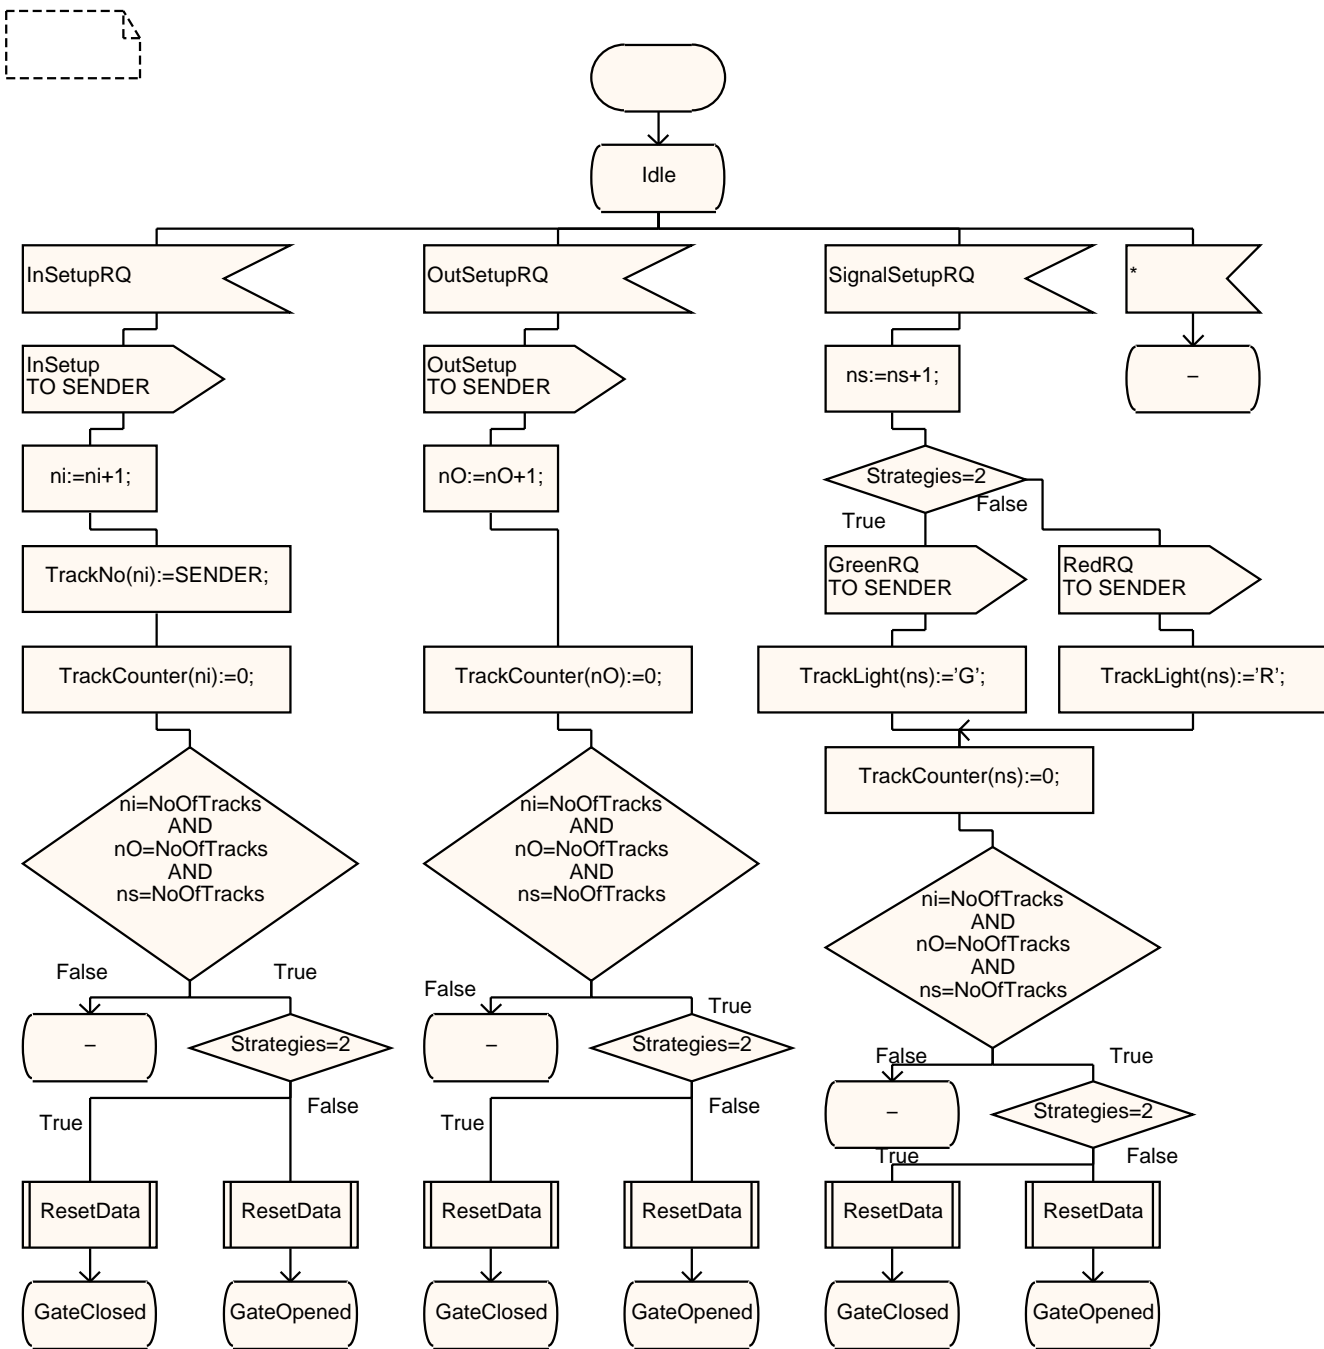 Idle
InSetupRQ
OutSetupRQ
SignalSetupRQ
*
InSetup
TO SENDER
OutSetup
TO SENDER
ns:=ns+1;
–
ni:=ni+1;
nO:=nO+1;
Strategies=2
True
False
TrackNo(ni):=SENDER;
GreenRQ
TO SENDER
RedRQ
TO SENDER
TrackCounter(ni):=0;
TrackCounter(nO):=0;
TrackLight(ns):='G';
TrackLight(ns):='R';
TrackCounter(ns):=0;
ni=NoOfTracks
AND
nO=NoOfTracks
AND
ns=NoOfTracks
ni=NoOfTracks
AND
nO=NoOfTracks
AND
ns=NoOfTracks
ni=NoOfTracks
AND
nO=NoOfTracks
AND
ns=NoOfTracks
False
True
False
True
–
Strategies=2
–
Strategies=2
False
True
–
Strategies=2
True
False
True
False
True
False
ResetData
ResetData
ResetData
ResetData
ResetData
ResetData
GateClosed
GateOpened
GateClosed
GateOpened
GateClosed
GateOpened